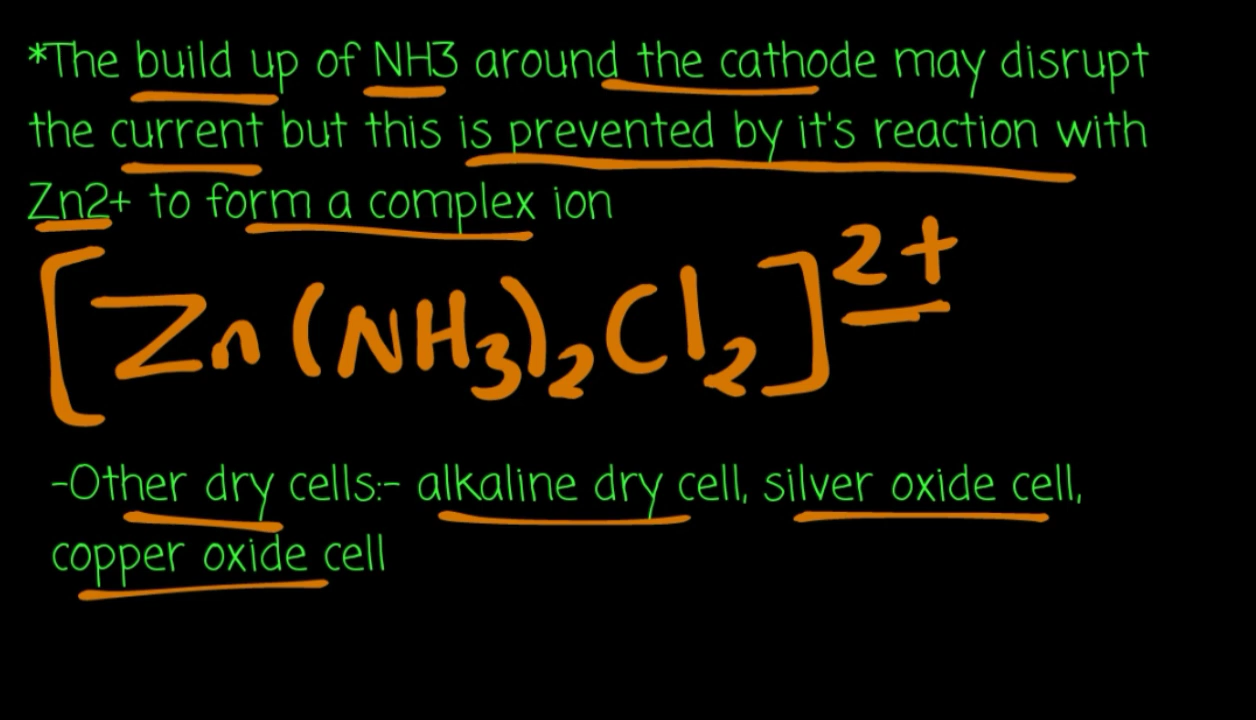 *The build up of NH3 around the cathode may disrupt
the current but this is prevented by it's reaction with
Zn2+ to form a complex ion
[Zn(NH₃)₂Cl₂]²⁺
-Other dry cells:- alkaline dry cell, silver oxide cell,
copper oxide cell